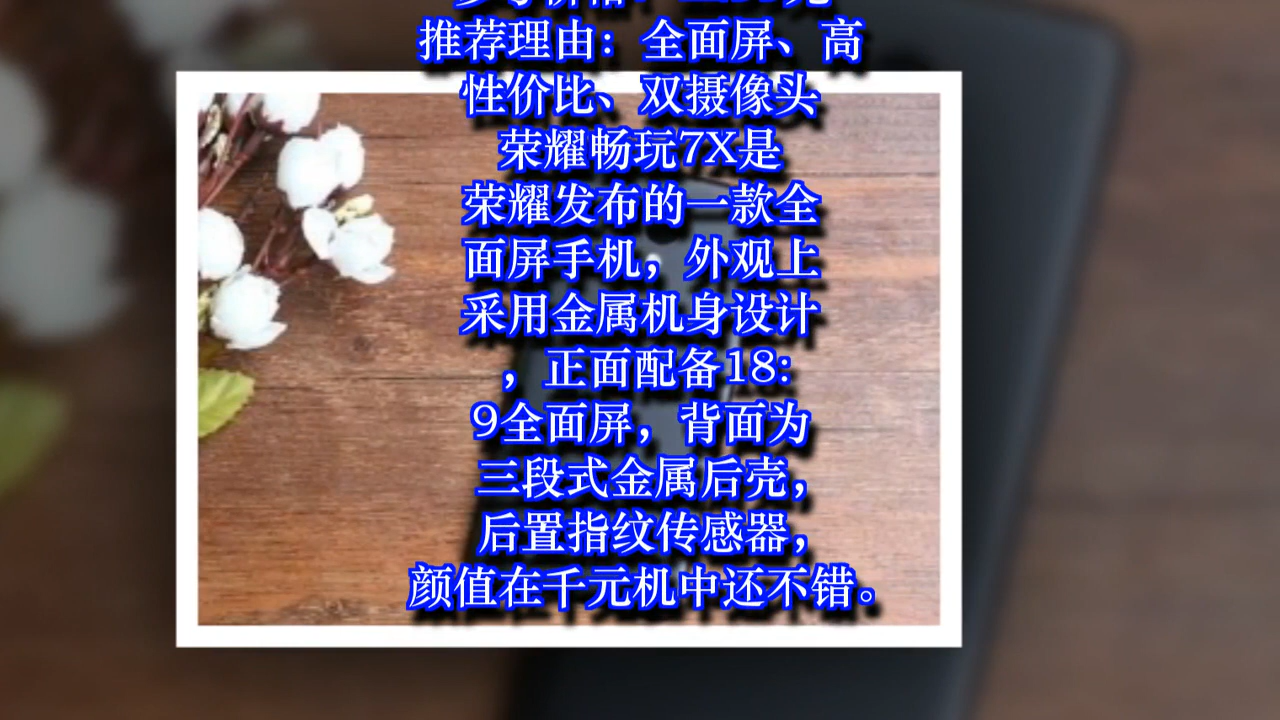 推荐理由：全面屏、高
性价比、双摄像头
荣耀畅玩7X是
荣耀发布的一款全
面屏手机，外观上
采用金属机身设计
，正面配备18:
9全面屏，背面为
三段式金属后壳，
后置指纹传感器，
颜值在千元机中还不错。